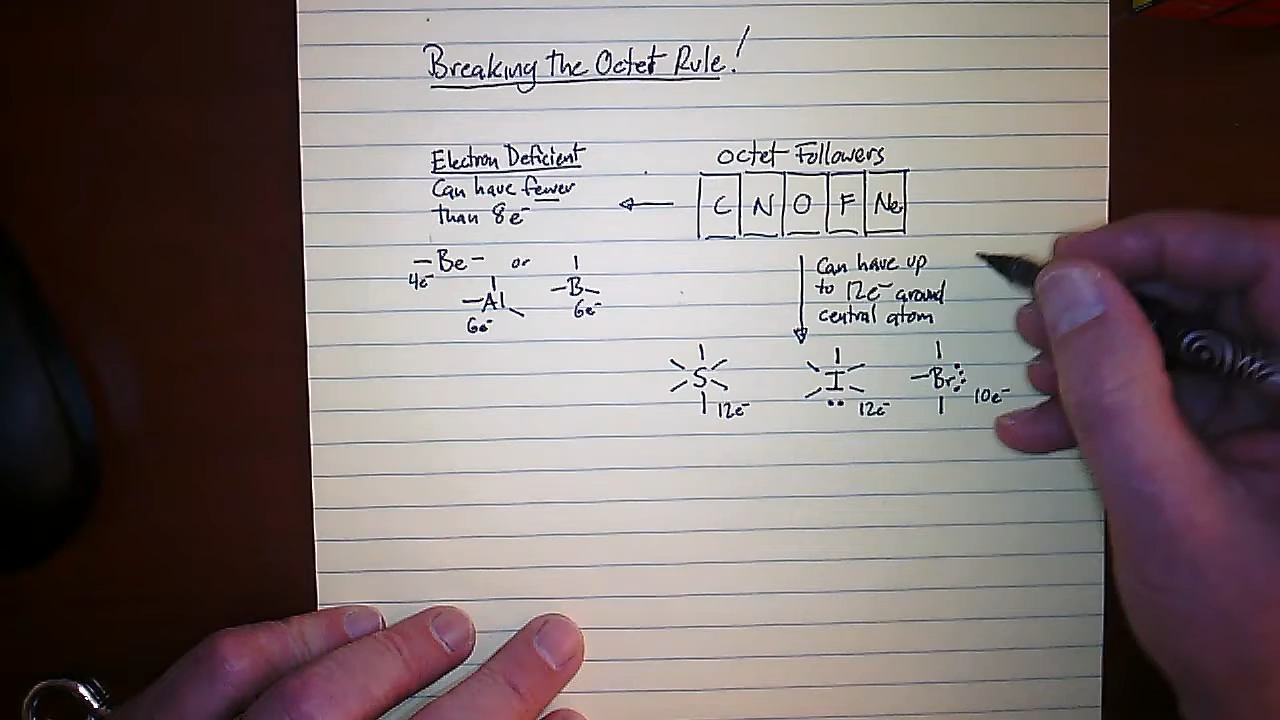 Breaking the Octet Rule!
Electron Deficient
Can have fewer
than 8e⁻
Be or B
4e⁻
Al
6e⁻
6e⁻
Octet Followers
C N O F Ne
Can have up
to 12e⁻ around
central atom
S I Br
12e⁻ 12e⁻ 10e⁻